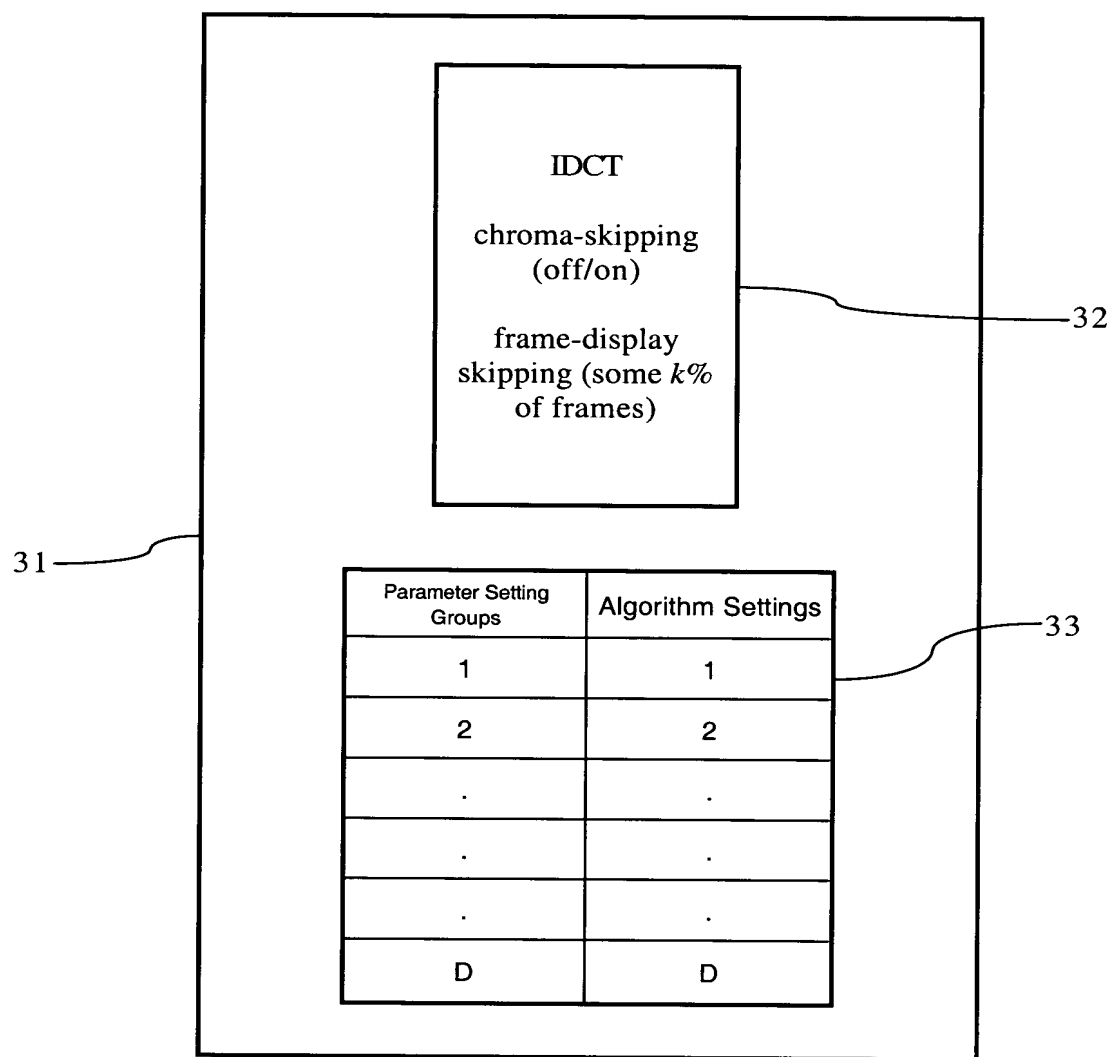 IDCT
chroma-skipping
(off/on)
frame-display
skipping (some k%
of frames)
32
31
Parameter Setting
Groups
Algorithm Settings
33
1 1
2 2
. .
. .
. .
D D